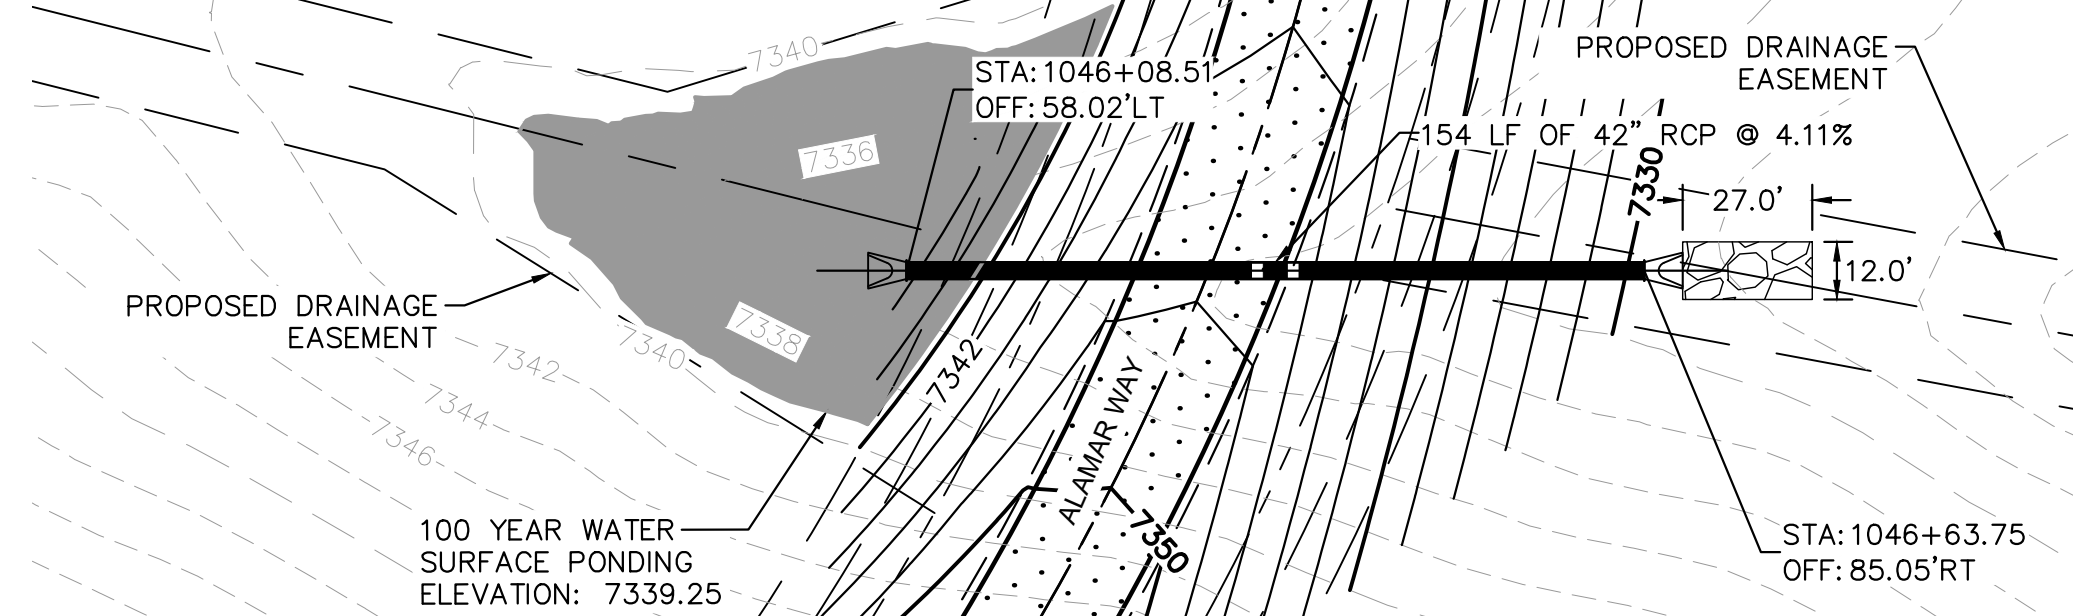 7340
STA:1046+08.51
OFF:58.02'LT
PROPOSED DRAINAGE
EASEMENT
154 LF OF 42" RCP @ 4.11%
7336
7330
27.0'
12.0'
PROPOSED DRAINAGE
EASEMENT
7338
7340
7342
7342
7344
7346
ALAMAR WAY
7350
100 YEAR WATER
SURFACE PONDING
ELEVATION: 7339.25
STA:1046+63.75
OFF:85.05'RT